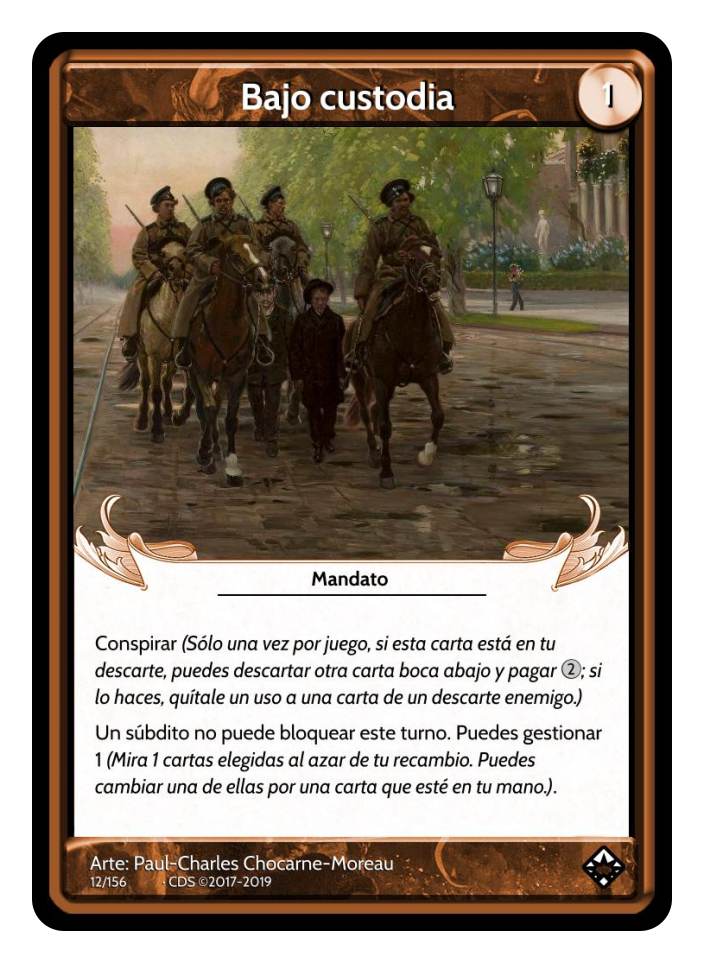 Bajo custodia
1
Mandato
Conspirar (Sólo una vez por juego, si esta carta está en tu
descarte, puedes descartar otra carta boca abajo y pagar 2; si
lo haces, quítale un uso a una carta de un descarte enemigo.)
Un súbdito no puede bloquear este turno. Puedes gestionar
1 (Mira 1 cartas elegidas al azar de tu recambio. Puedes
cambiar una de ellas por una carta que esté en tu mano.).
Arte: Paul-Charles Chocarne-Moreau
12/156 · CDS ©2017-2019